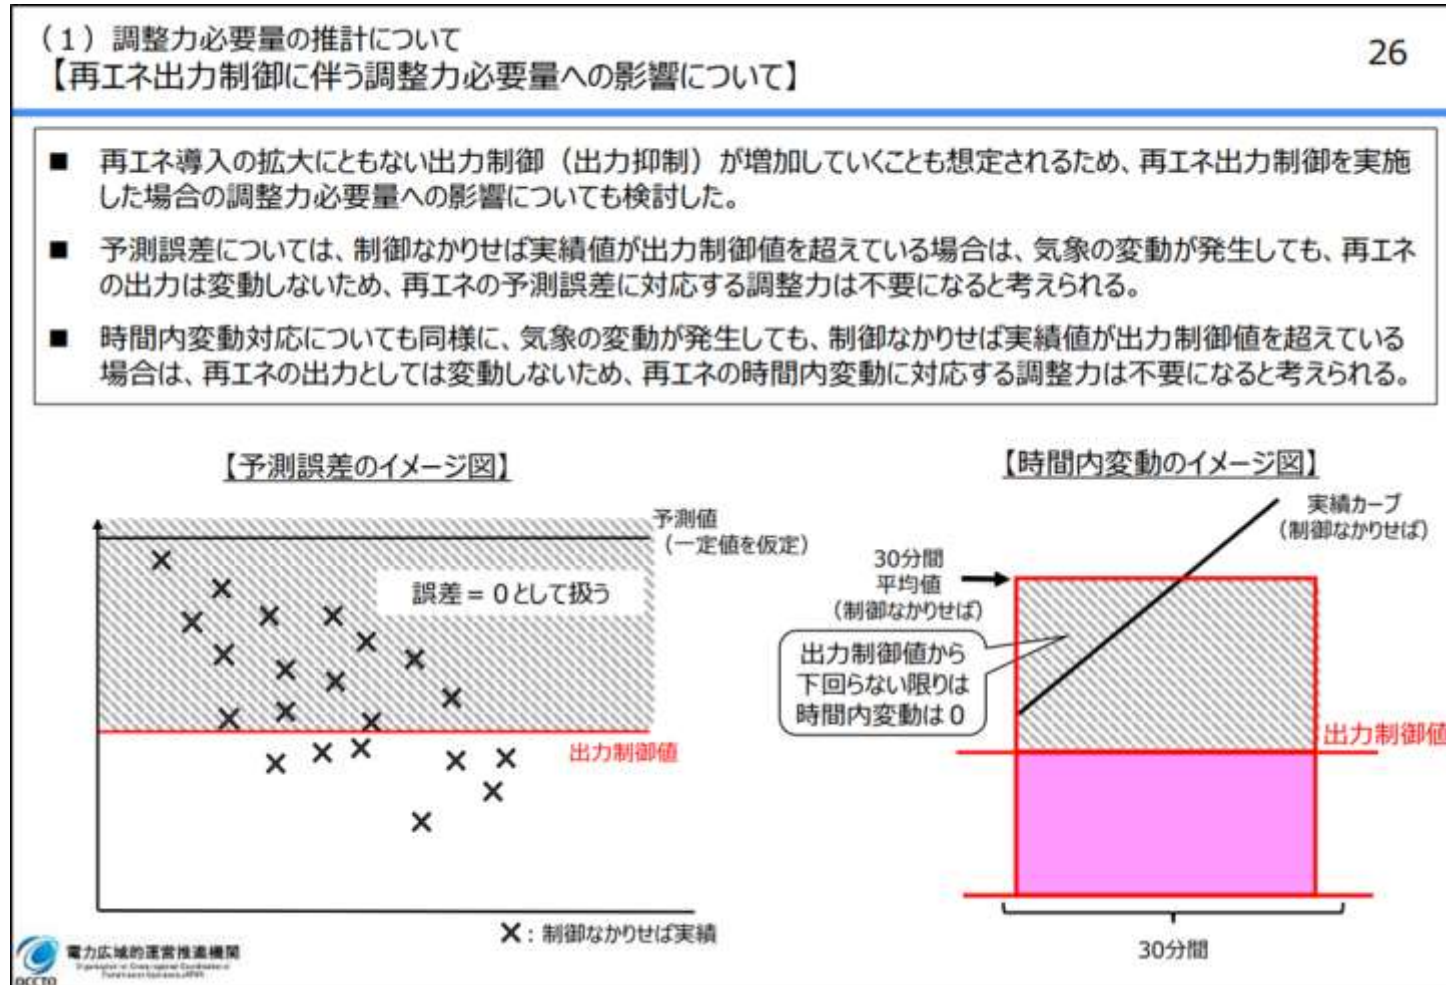 （１）調整力必要量の推計について
【再エネ出力制御に伴う調整力必要量への影響について】
26
■ 再エネ導入の拡大にともない出力制御（出力抑制）が増加していくことも想定されるため、再エネ出力制御を実施
した場合の調整力必要量への影響についても検討した。
■ 予測誤差については、制御なかりせば実績値が出力制御値を超えている場合は、気象の変動が発生しても、再エネ
の出力は変動しないため、再エネの予測誤差に対応する調整力は不要になると考えられる。
■ 時間内変動対応についても同様に、気象の変動が発生しても、制御なかりせば実績値が出力制御値を超えている
場合は、再エネの出力としては変動しないため、再エネの時間内変動に対応する調整力は不要になると考えられる。
【予測誤差のイメージ図】
予測値
（一定値を仮定）
誤差＝０として扱う
出力制御値
×：制御なかりせば実績
【時間内変動のイメージ図】
実績カーブ
（制御なかりせば）
30分間
平均値
（制御なかりせば）
出力制御値から
下回らない限りは
時間内変動は０
出力制御値
30分間
電力広域的運営推進機関
OCCTO